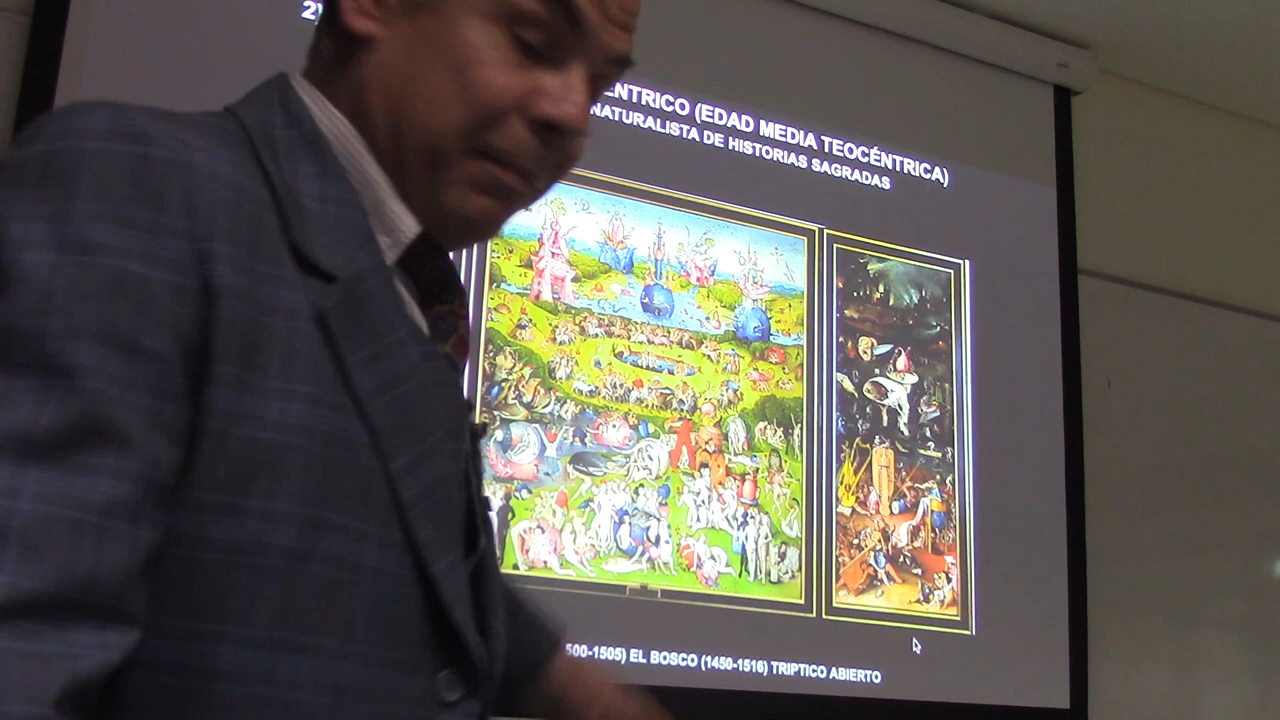 ÉNTRICO (EDAD MEDIA TEOCÉNTRICA)
NATURALISTA DE HISTORIAS SAGRADAS
500-1505) EL BOSCO (1450-1516) TRIPTICO ABIERTO